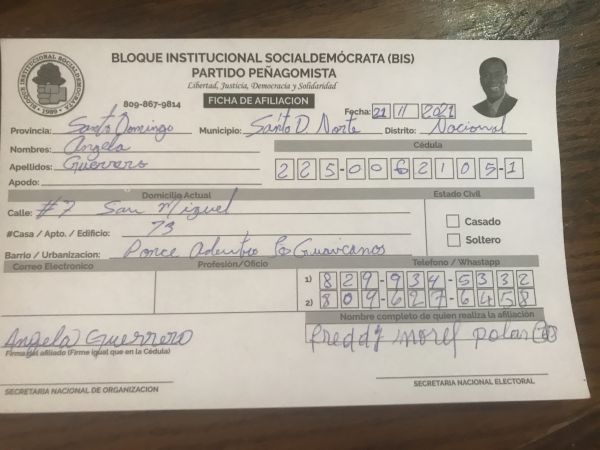 BLOQUE INSTITUCIONAL SOCIALDEMÓCRATA (BIS)
PARTIDO PEÑAGOMISTA
Libertad, Justicia, Democracia y Solidaridad
BLOQUE INSTITUCIONAL SOCIALDEMOCRATA • 1989 •
809-867-9814 FICHA DE AFILIACION Fecha: 21 11 2021
Provincia: Santo Domingo Municipio: Santo D Norte Distrito: Nacional
Nombres: Angela Cédula
Apellidos: Guerrero 225-0062105-1
Apodo:
Domicilio Actual Estado Civil
Calle: #7 San Miguel
Casado
#Casa / Apto. / Edificio: 73
Soltero
Barrio / Urbanizacion: Ponce Adentro Los Guaricanos
Correo Electronico Profesión/Oficio Telefono / Whastapp
1) 829-934-5332
2) 809-627-6458
Nombre completo de quien realiza la afiliación
Angela Guerrero freddy
Firma del afiliado (Firme igual que en la Cédula)
SECRETARIA NACIONAL DE ORGANIZACION SECRETARIA NACIONAL ELECTORAL